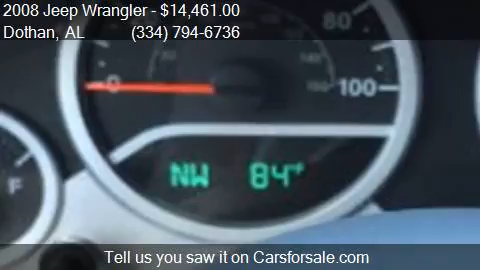 2008 Jeep Wrangler - $14,461.00
Dothan, AL (334) 794-6736
80
0
100
F
NW 84°F
Tell us you saw it on Carsforsale.com